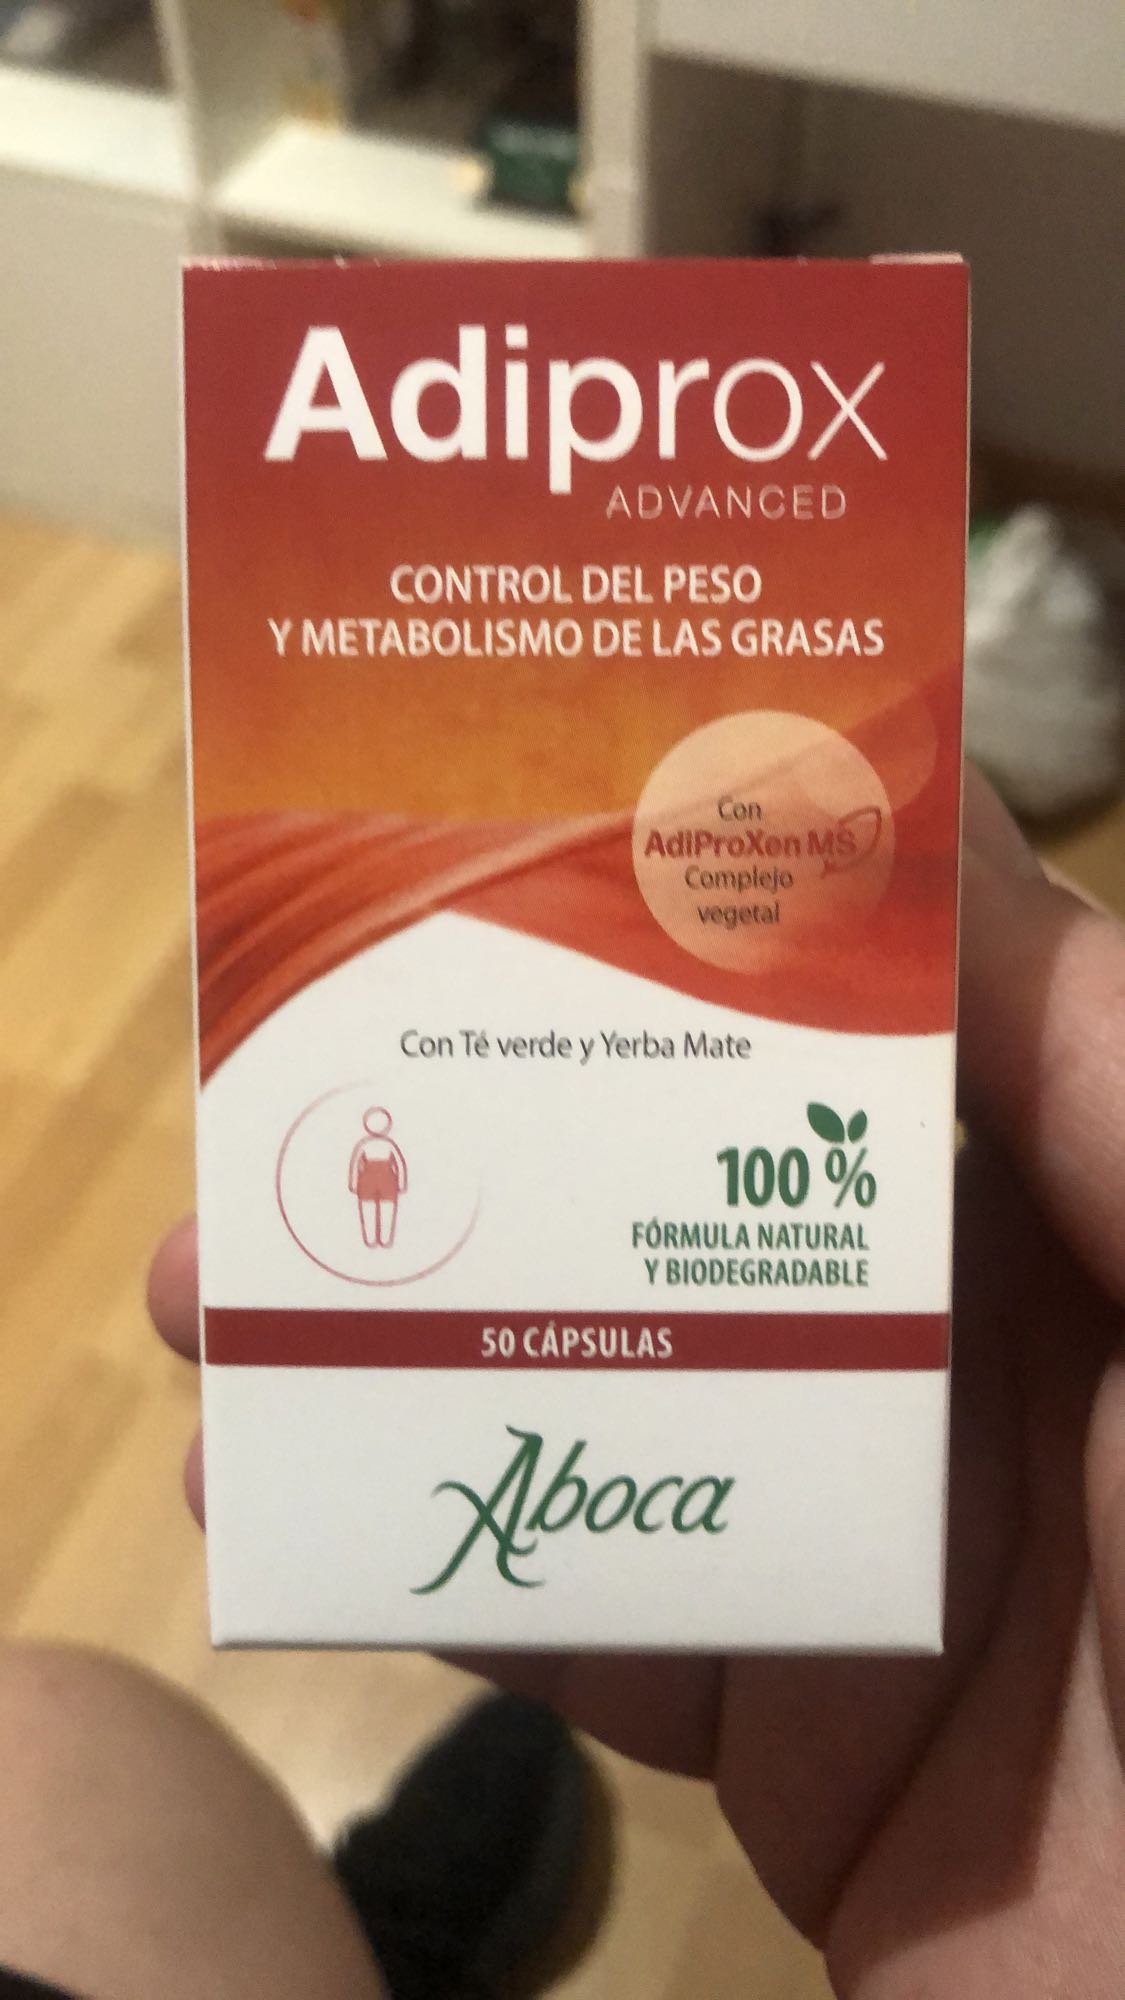 Adiprox
ADVANCED
CONTROL DEL PESO
Y METABOLISMO DE LAS GRASAS
Con
AdiProXen MS
Complejo
vegetal
Con Té verde y Yerba Mate
100 %
FÓRMULA NATURAL
Y BIODEGRADABLE
50 CÁPSULAS
Aboca